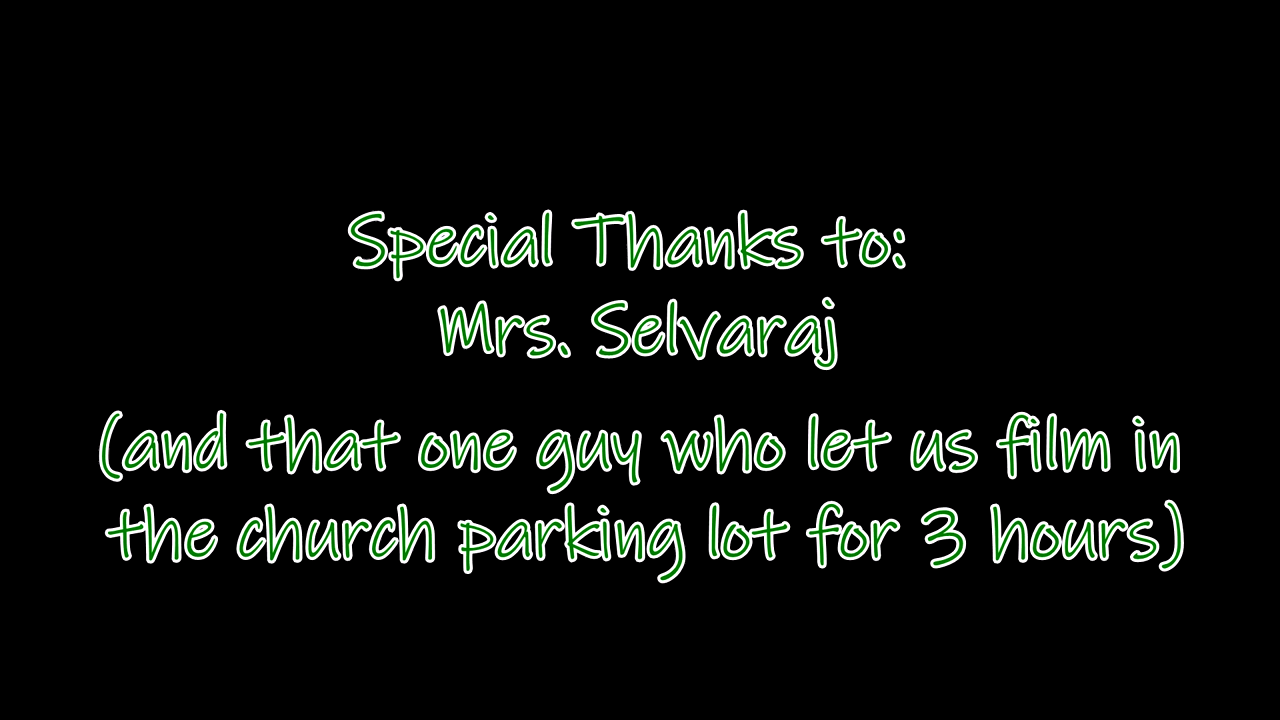 Special Thanks to:
Mrs. Selvaraj
(and that one guy who let us film in
the church parking lot for 3 hours)